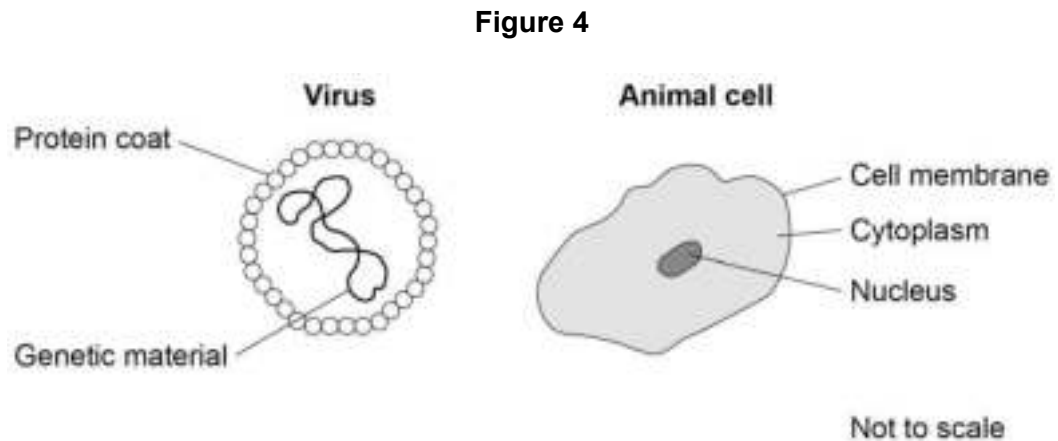 Figure 4
Virus
Animal cell
Protein coat
Cell membrane
Cytoplasm
Nucleus
Genetic material
Not to scale